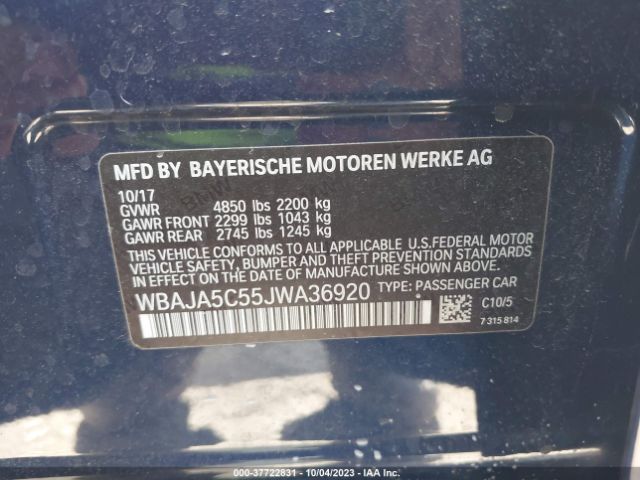 MFD BY BAYERISCHE MOTOREN WERKE AG
10/17
GVWR 4850 lbs 2200 kg
GAWR FRONT 2299 lbs 1043 kg
GAWR REAR 2745 lbs 1245 kg
THIS VEHICLE CONFORMS TO ALL APPLICABLE U.S.FEDERAL MOTOR
VEHICLE SAFETY, BUMPER, AND THEFT PREVENTION STANDARDS
IN EFFECT ON THE DATE OF MANUFACTURE SHOWN ABOVE.
WBAJA5C55JWA36920 TYPE: PASSENGER CAR
C10/5
7 315 814
000-37722831 - 10/04/2023 - IAA Inc.